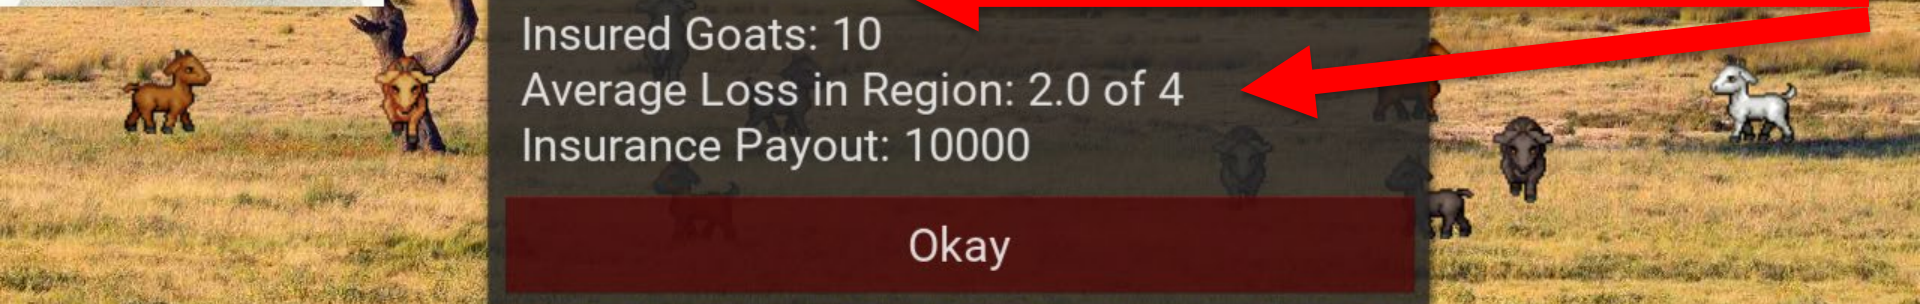 Insured Goats: 10
Average Loss in Region: 2.0 of 4
Insurance Payout: 10000
Okay